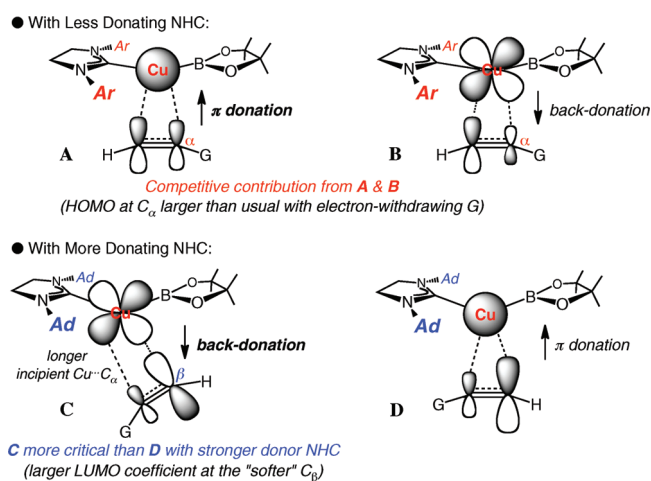 ● With Less Donating NHC:
N Ar
N
Ar
Cu
B
O
O
π donation
H
G
α
A
N Ar
N
Ar
Cu
B
O
O
back-donation
H
G
α
B
Competitive contribution from A & B
(HOMO at Cα larger than usual with electron-withdrawing G)
● With More Donating NHC:
N Ad
N
Ad
Cu
B
O
O
back-donation
longer
incipient Cu···Cα
β
H
G
C
N Ad
N
Ad
Cu
B
O
O
π donation
G
H
D
C more critical than D with stronger donor NHC
(larger LUMO coefficient at the "softer" Cβ)